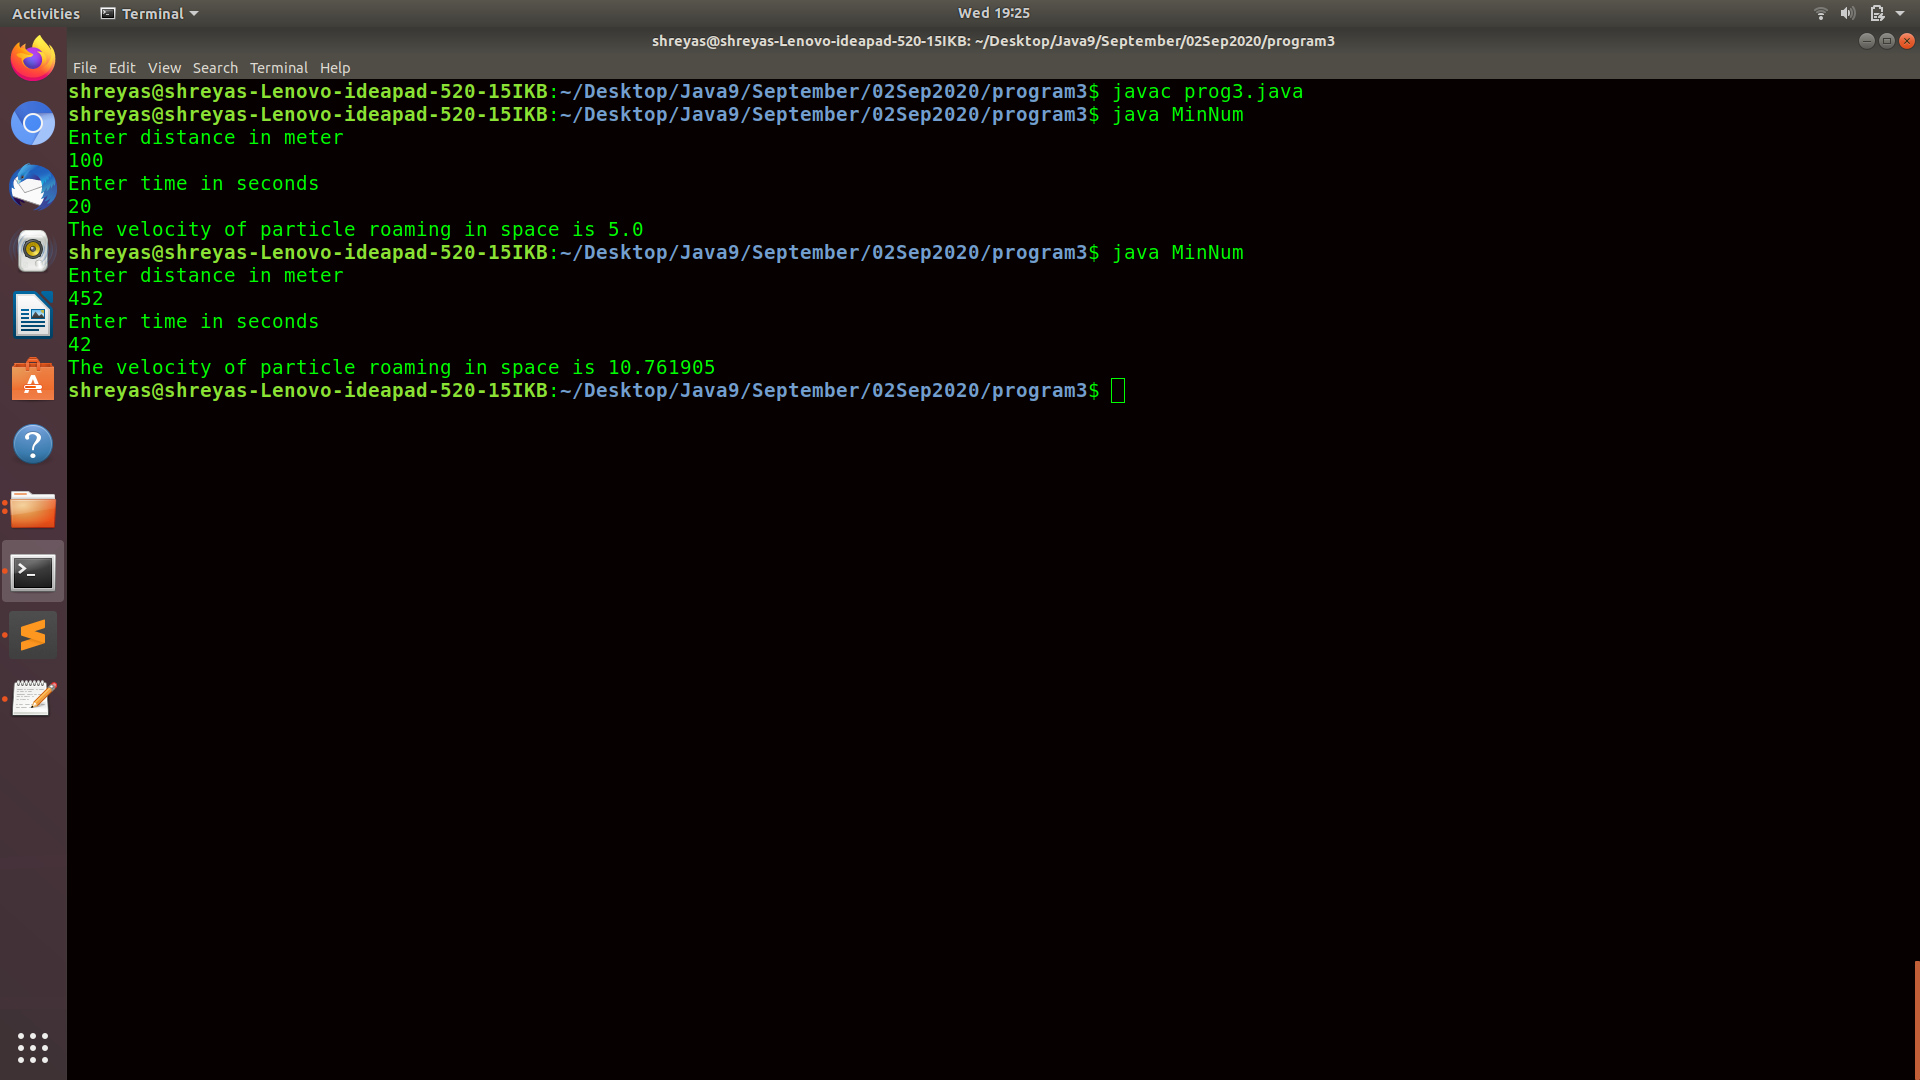 Activities Terminal Wed 19:25
shreyas@shreyas-Lenovo-ideapad-520-15IKB: ~/Desktop/Java9/September/02Sep2020/program3
File Edit View Search Terminal Help
shreyas@shreyas-Lenovo-ideapad-520-15IKB:~/Desktop/Java9/September/02Sep2020/program3$ javac prog3.java
shreyas@shreyas-Lenovo-ideapad-520-15IKB:~/Desktop/Java9/September/02Sep2020/program3$ java MinNum
Enter distance in meter
100
Enter time in seconds
20
The velocity of particle roaming in space is 5.0
shreyas@shreyas-Lenovo-ideapad-520-15IKB:~/Desktop/Java9/September/02Sep2020/program3$ java MinNum
Enter distance in meter
452
Enter time in seconds
42
The velocity of particle roaming in space is 10.761905
shreyas@shreyas-Lenovo-ideapad-520-15IKB:~/Desktop/Java9/September/02Sep2020/program3$